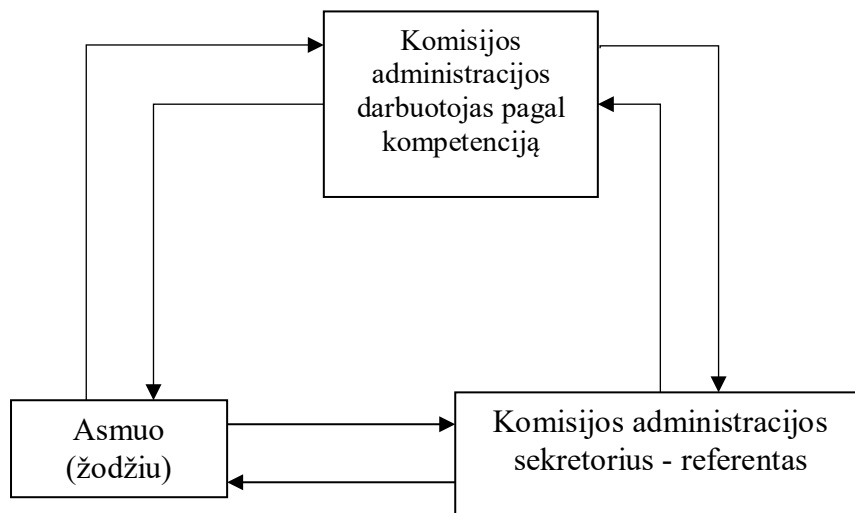 Komisijos
administracijos
darbuotojas pagal
kompetenciją
Asmuo
(žodžiu)
Komisijos administracijos
sekretorius - referentas